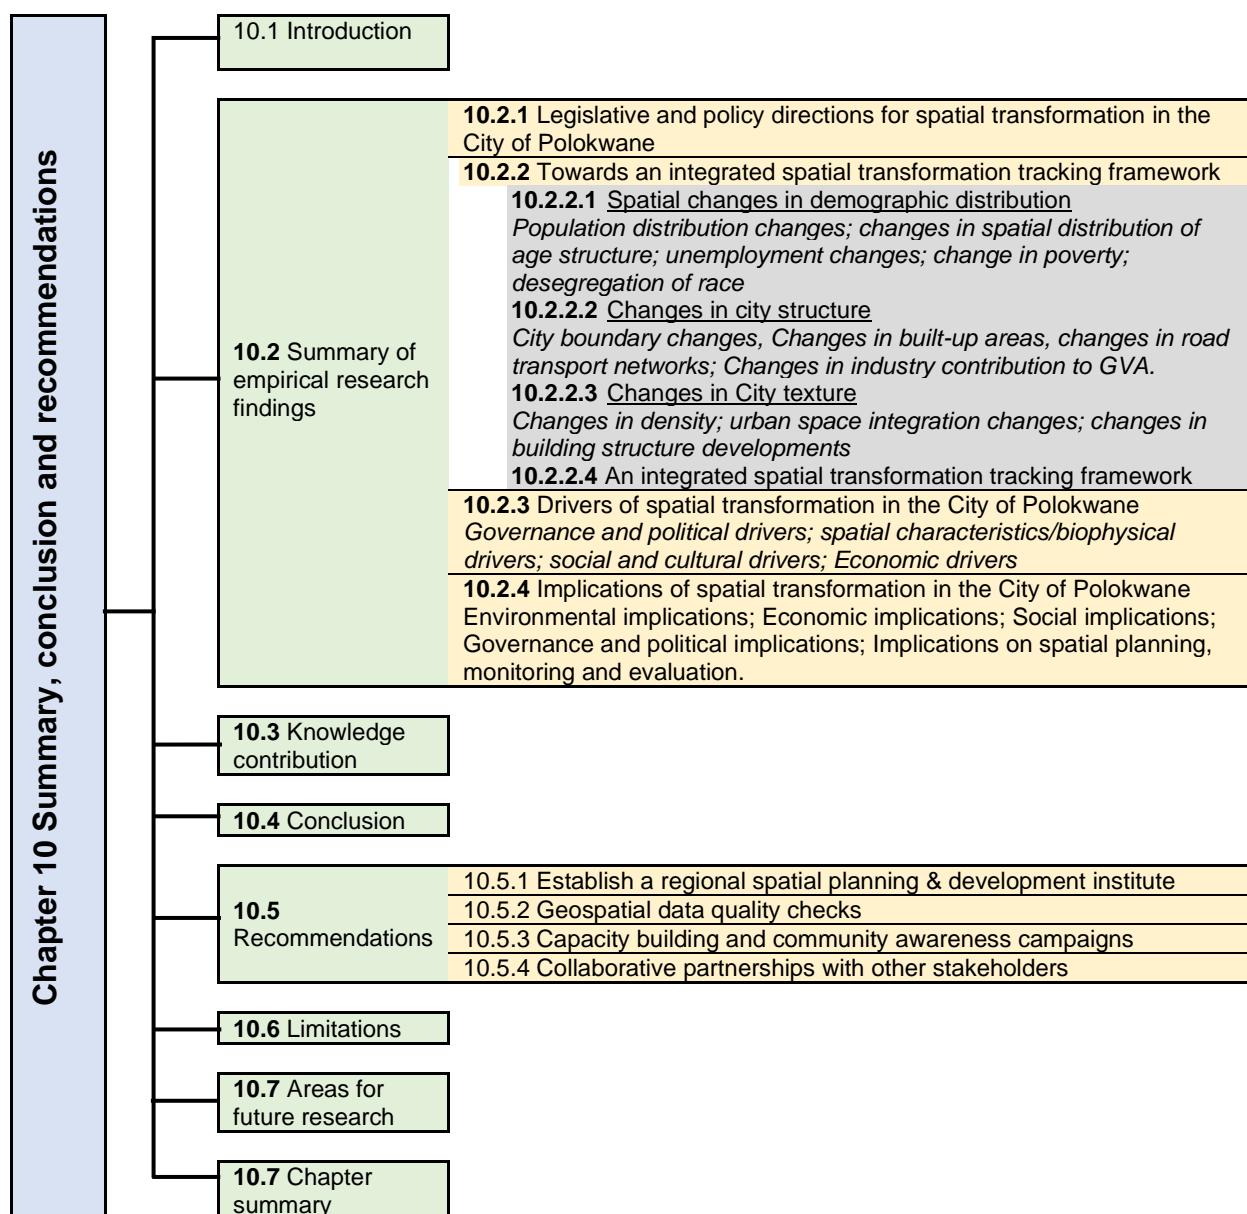 Chapter 10 Summary, conclusion and recommendations
10.1 Introduction
10.2 Summary of
empirical research
findings
10.2.1 Legislative and policy directions for spatial transformation in the
City of Polokwane
10.2.2 Towards an integrated spatial transformation tracking framework
10.2.2.1 Spatial changes in demographic distribution
Population distribution changes; changes in spatial distribution of
age structure; unemployment changes; change in poverty;
desegregation of race
10.2.2.2 Changes in city structure
City boundary changes, Changes in built-up areas, changes in road
transport networks; Changes in industry contribution to GVA.
10.2.2.3 Changes in City texture
Changes in density; urban space integration changes; changes in
building structure developments
10.2.2.4 An integrated spatial transformation tracking framework
10.2.3 Drivers of spatial transformation in the City of Polokwane
Governance and political drivers; spatial characteristics/biophysical
drivers; social and cultural drivers; Economic drivers
10.2.4 Implications of spatial transformation in the City of Polokwane
Environmental implications; Economic implications; Social implications;
Governance and political implications; Implications on spatial planning,
monitoring and evaluation.
10.3 Knowledge
contribution
10.4 Conclusion
10.5
Recommendations
10.5.1 Establish a regional spatial planning & development institute
10.5.2 Geospatial data quality checks
10.5.3 Capacity building and community awareness campaigns
10.5.4 Collaborative partnerships with other stakeholders
10.6 Limitations
10.7 Areas for
future research
10.7 Chapter
summary